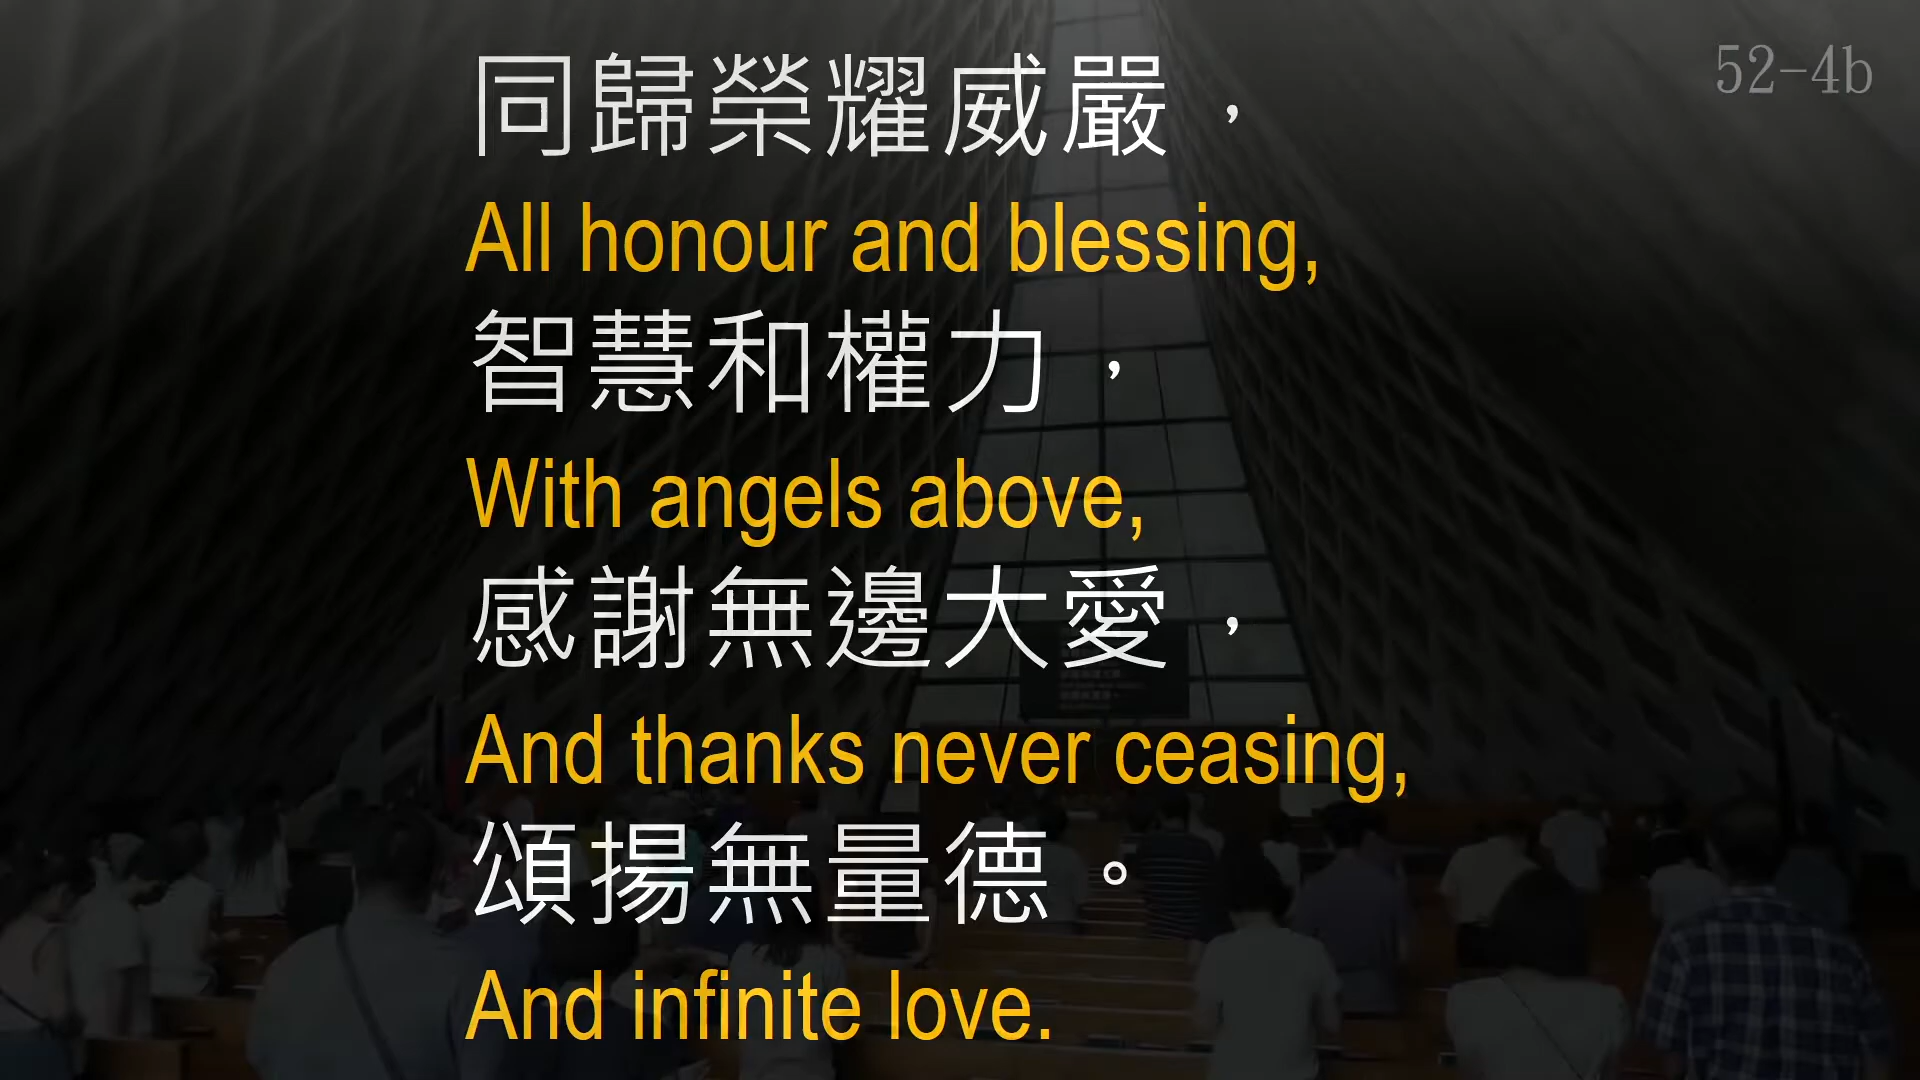 52-4b
同歸榮耀威嚴，
All honour and blessing,
智慧和權力，
With angels above,
感謝無邊大愛，
And thanks never ceasing,
頌揚無量德。
And infinite love.